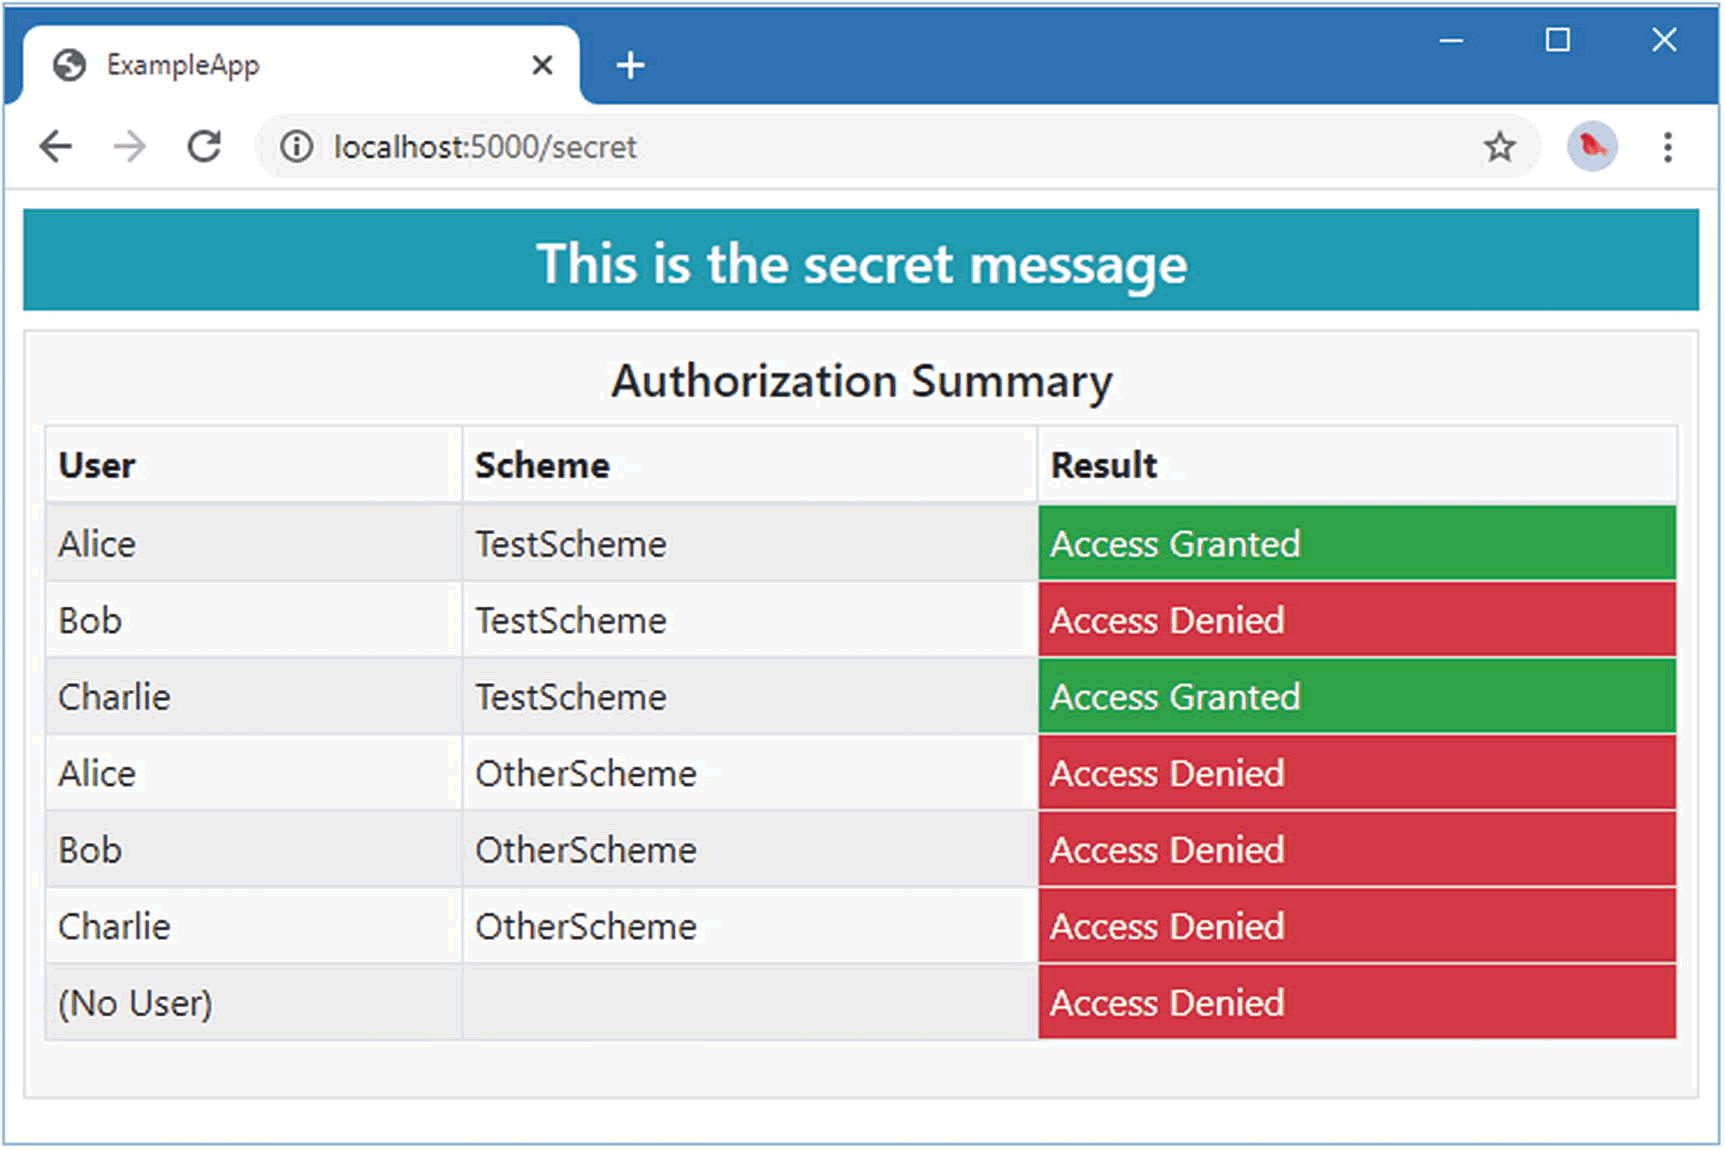 ExampleApp
localhost:5000/secret
This is the secret message
Authorization Summary
User Scheme Result
Alice TestScheme Access Granted
Bob TestScheme Access Denied
Charlie TestScheme Access Granted
Alice OtherScheme Access Denied
Bob OtherScheme Access Denied
Charlie OtherScheme Access Denied
(No User) Access Denied